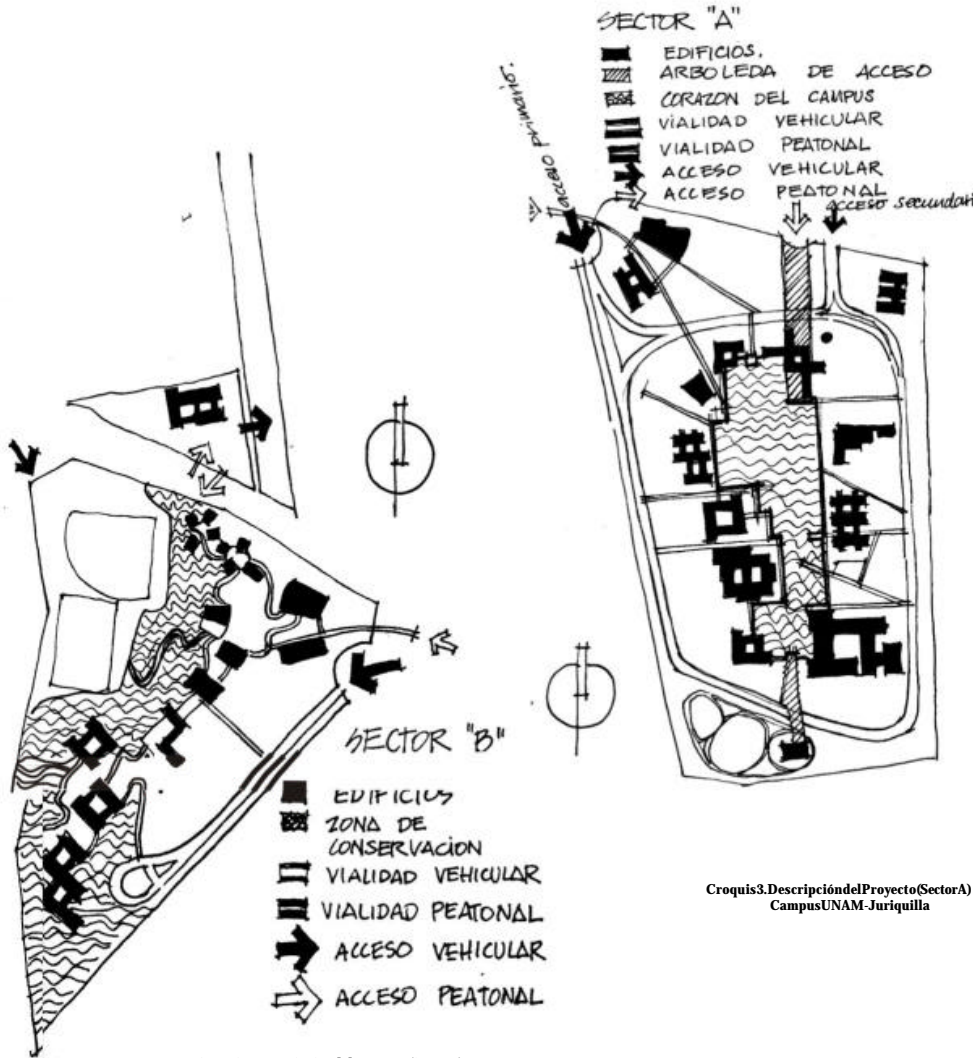 SECTOR "A"
EDIFICIOS.
ARBOLEDA DE ACCESO
CORAZON DEL CAMPUS
VIALIDAD VEHICULAR
VIALIDAD PEATONAL
ACCESO VEHICULAR
ACCESO PEATONAL
acceso primario.
ACCESO secundari
SECTOR "B"
EDIFICIOS
ZONA DE
CONSERVACION
VIALIDAD VEHICULAR
VIALIDAD PEATONAL
ACCESO VEHICULAR
ACCESO PEATONAL
Croquis3.DescripcióndelProyecto(SectorA)
CampusUNAM-Juriquilla